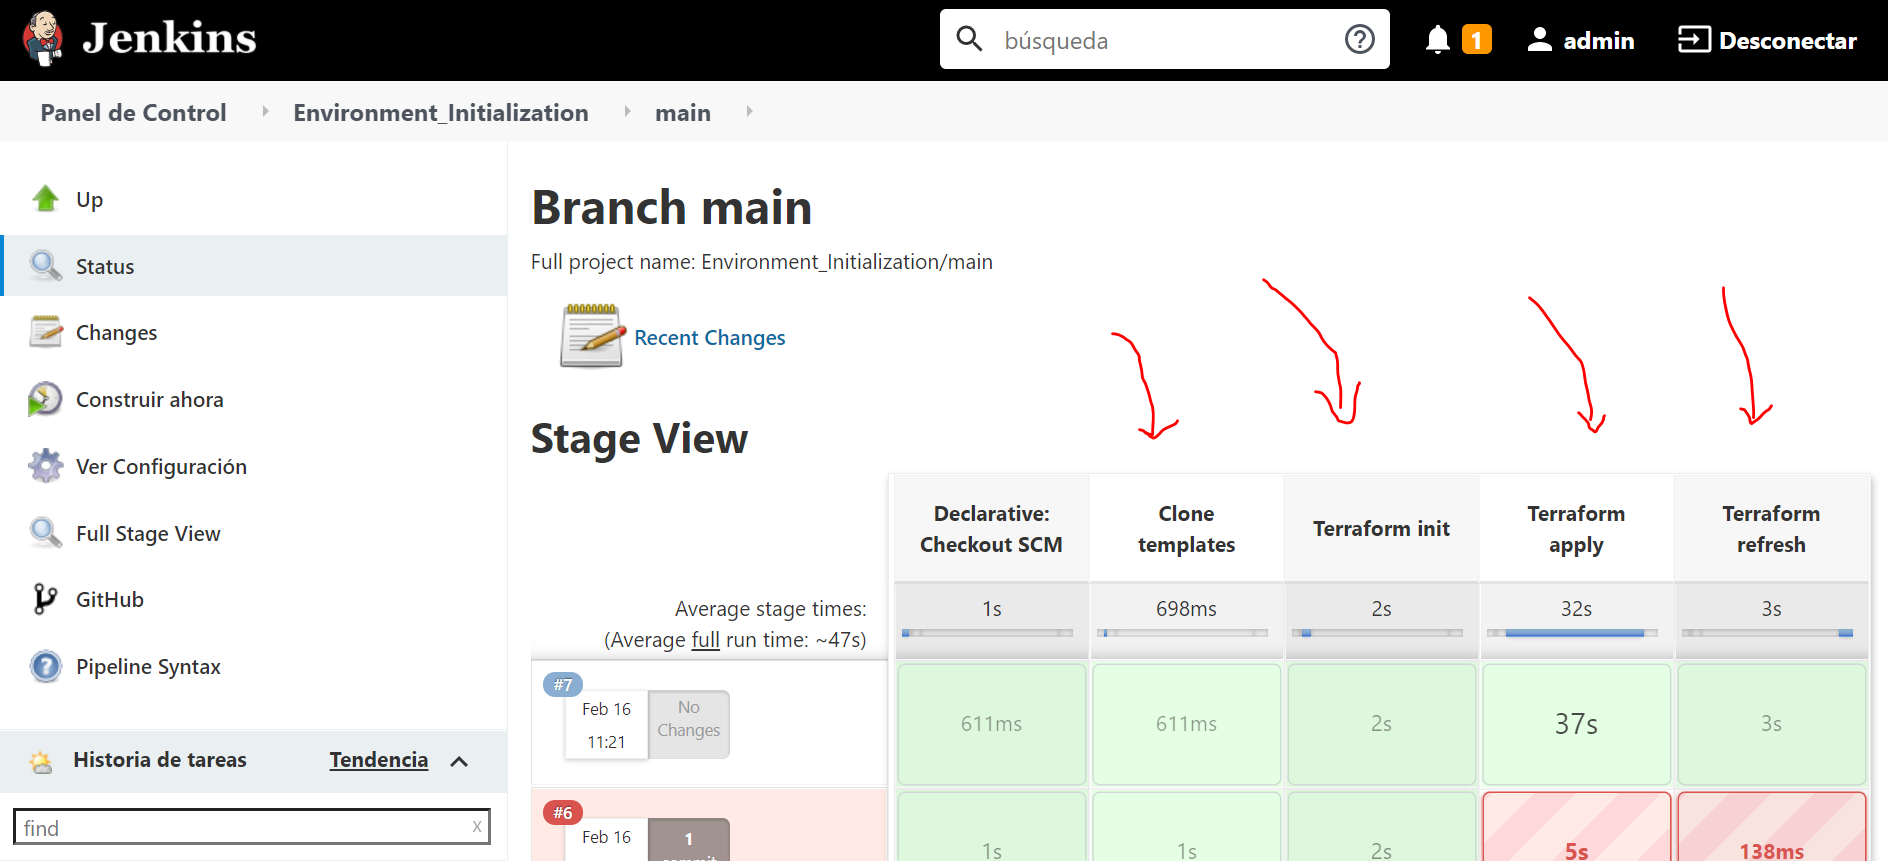 Jenkins
búsqueda
?
1
admin
Desconectar
Panel de Control
Environment_Initialization
main
Up
Status
Changes
Construir ahora
Ver Configuración
Full Stage View
GitHub
Pipeline Syntax
Historia de tareas
Tendencia
find
x
Branch main
Full project name: Environment_Initialization/main
Recent Changes
Stage View
Declarative:
Checkout SCM
Clone
templates
Terraform init
Terraform
apply
Terraform
refresh
Average stage times:
(Average full run time: ~47s)
1s
698ms
2s
32s
3s
#7
Feb 16
11:21
No
Changes
611ms
611ms
2s
37s
3s
#6
Feb 16
1
commit
1s
1s
2s
5s
138ms